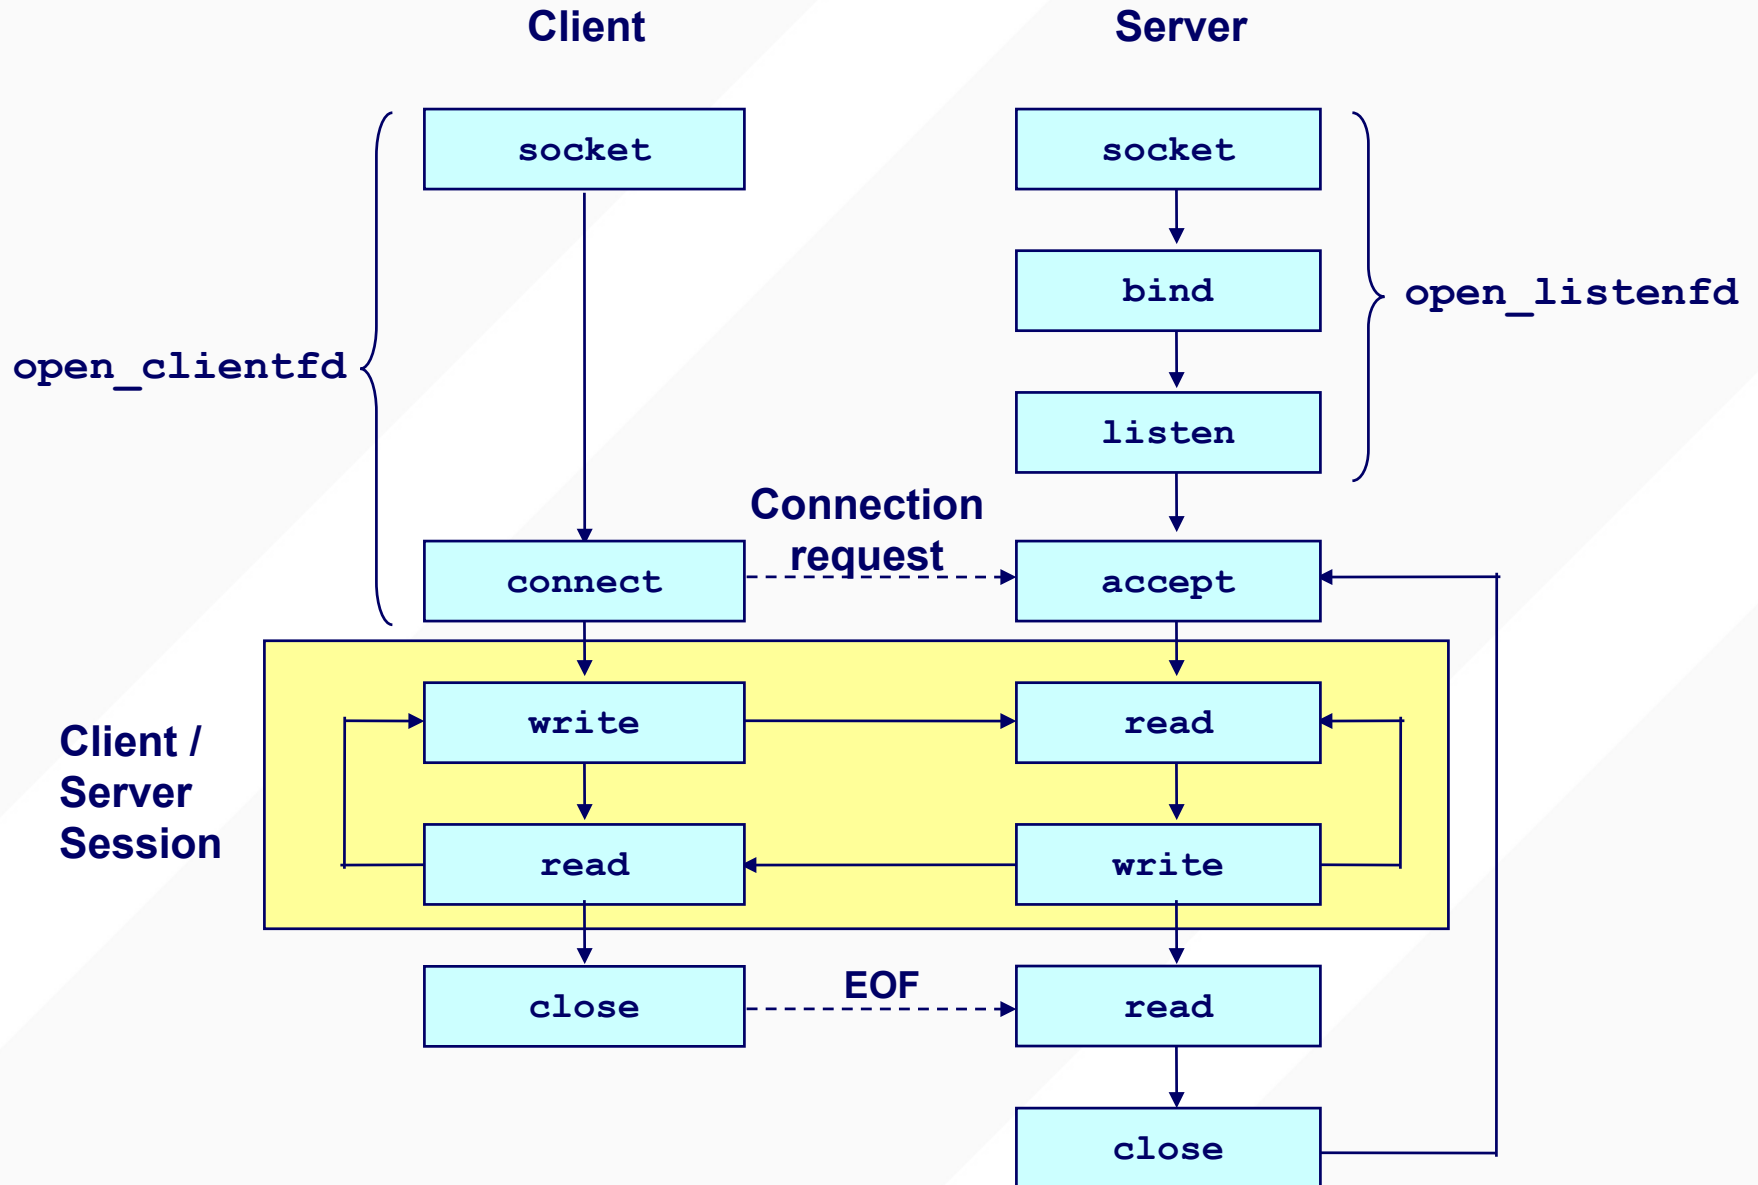 Client
Server
socket
socket
bind
open_listenfd
open_clientfd
listen
Connection
request
connect
accept
Client /
Server
Session
write
read
read
write
close
EOF
read
close